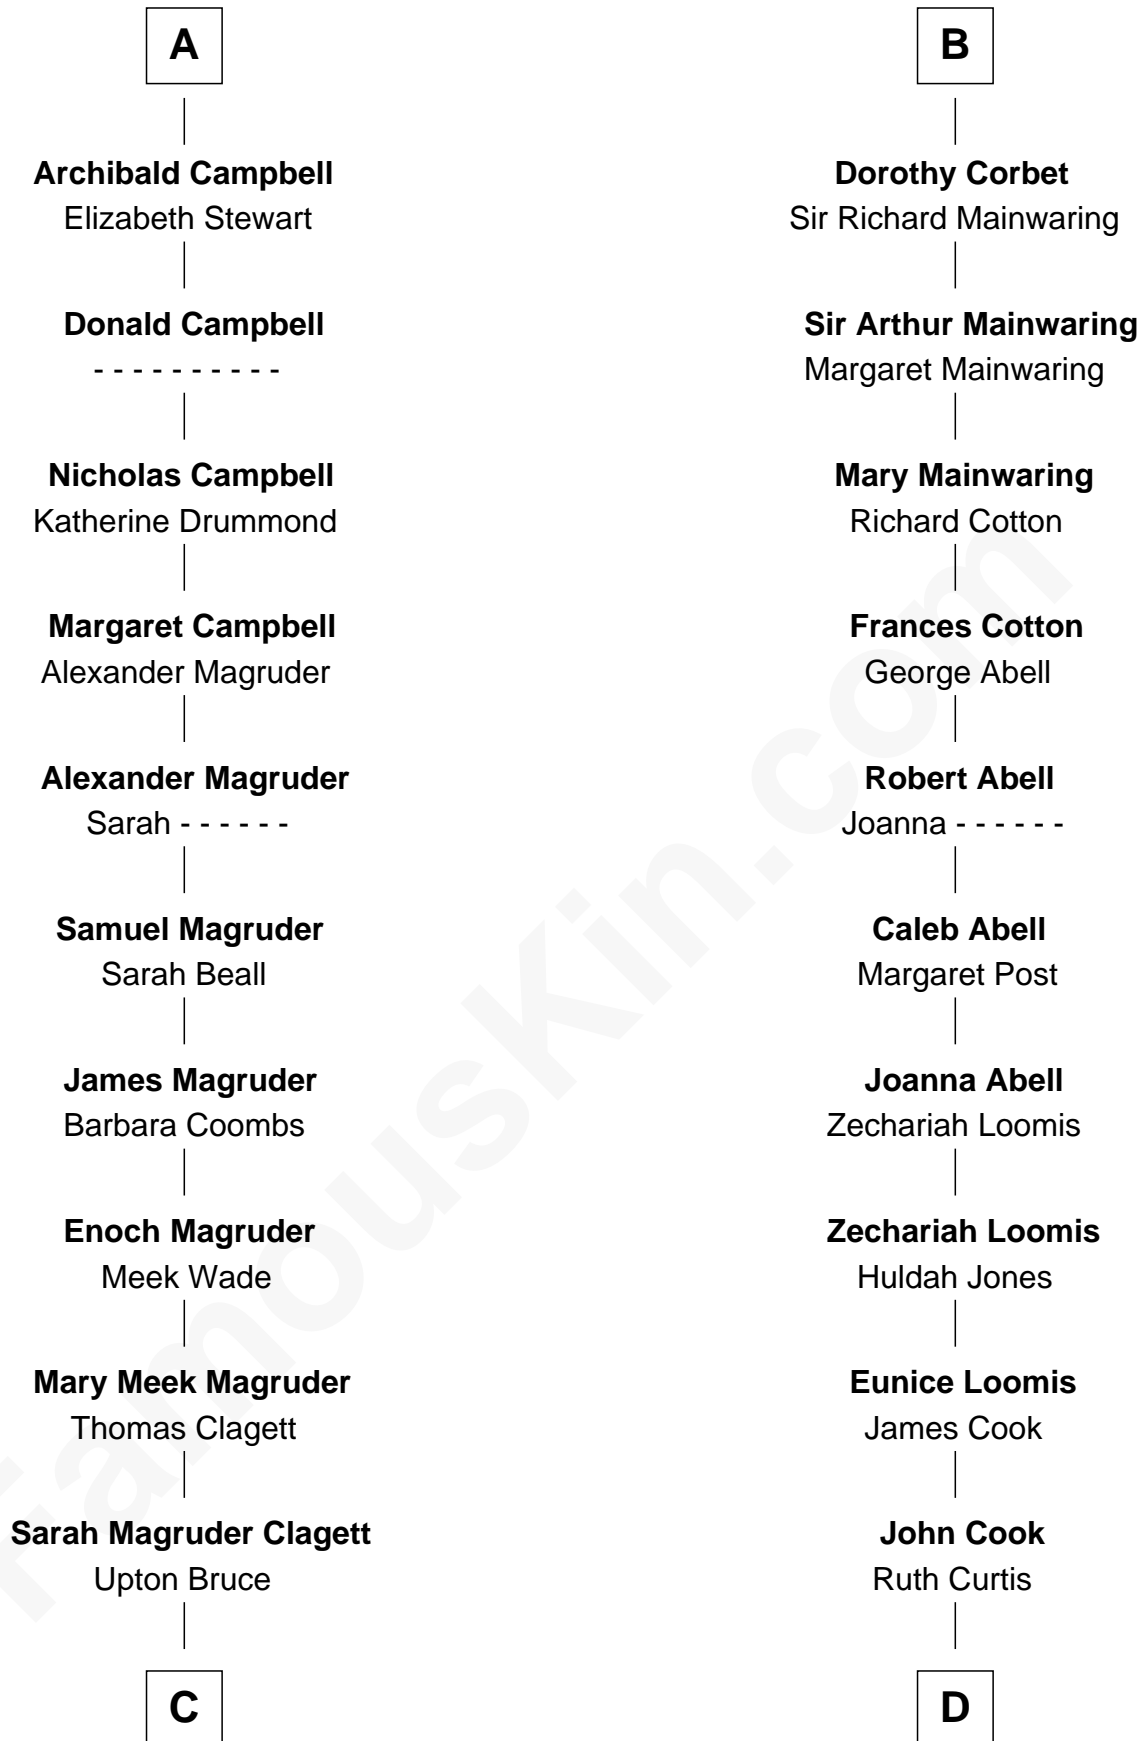 A
Archibald Campbell
Elizabeth Stewart
Donald Campbell
- - - - - - - - - -
Nicholas Campbell
Katherine Drummond
Margaret Campbell
Alexander Magruder
Alexander Magruder
Sarah - - - - - -
Samuel Magruder
Sarah Beall
James Magruder
Barbara Coombs
Enoch Magruder
Meek Wade
Mary Meek Magruder
Thomas Clagett
Sarah Magruder Clagett
Upton Bruce
C
B
Dorothy Corbet
Sir Richard Mainwaring
Sir Arthur Mainwaring
Margaret Mainwaring
Mary Mainwaring
Richard Cotton
Frances Cotton
George Abell
Robert Abell
Joanna - - - - - -
Caleb Abell
Margaret Post
Joanna Abell
Zechariah Loomis
Zechariah Loomis
Huldah Jones
Eunice Loomis
James Cook
John Cook
Ruth Curtis
D
FamousKin.com